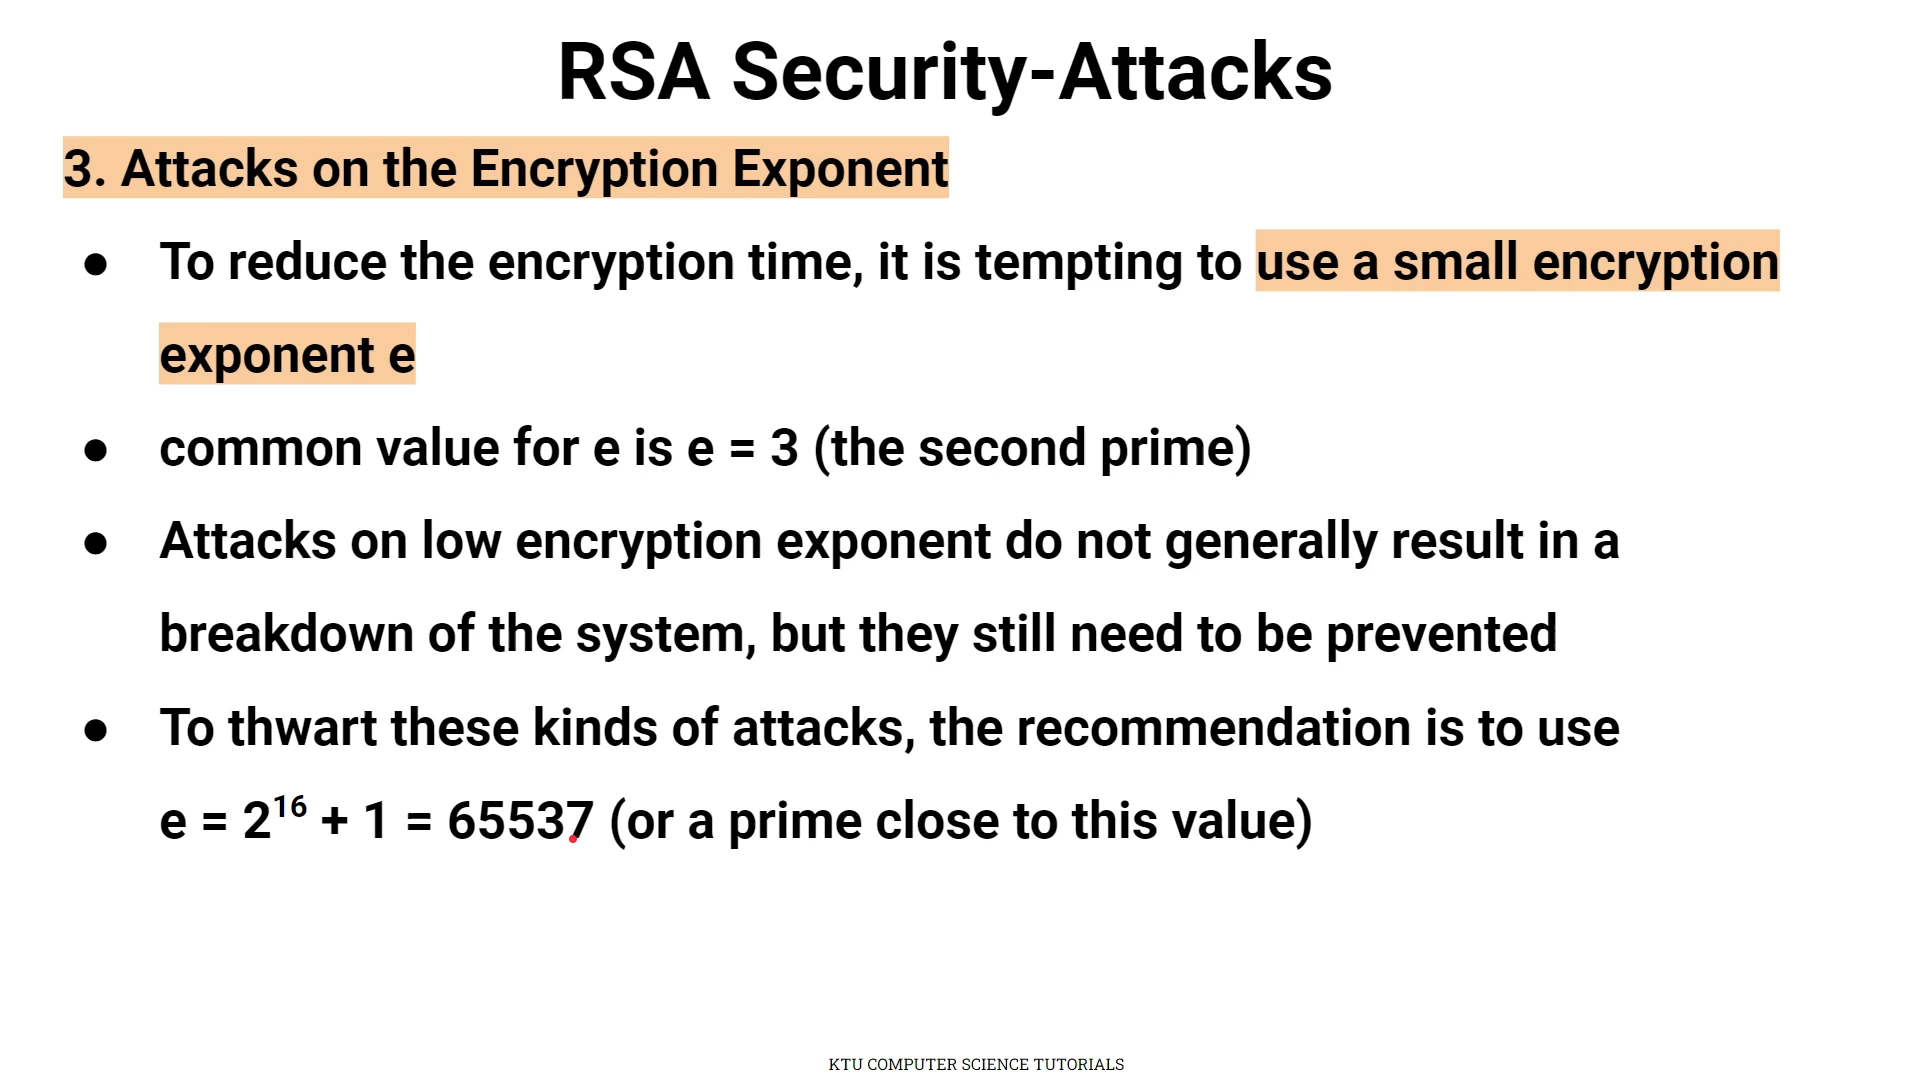 RSA Security-Attacks
3. Attacks on the Encryption Exponent
● To reduce the encryption time, it is tempting to use a small encryption
exponent e
● common value for e is e = 3 (the second prime)
● Attacks on low encryption exponent do not generally result in a
breakdown of the system, but they still need to be prevented
● To thwart these kinds of attacks, the recommendation is to use
e = 2¹⁶ + 1 = 65537 (or a prime close to this value)
KTU COMPUTER SCIENCE TUTORIALS